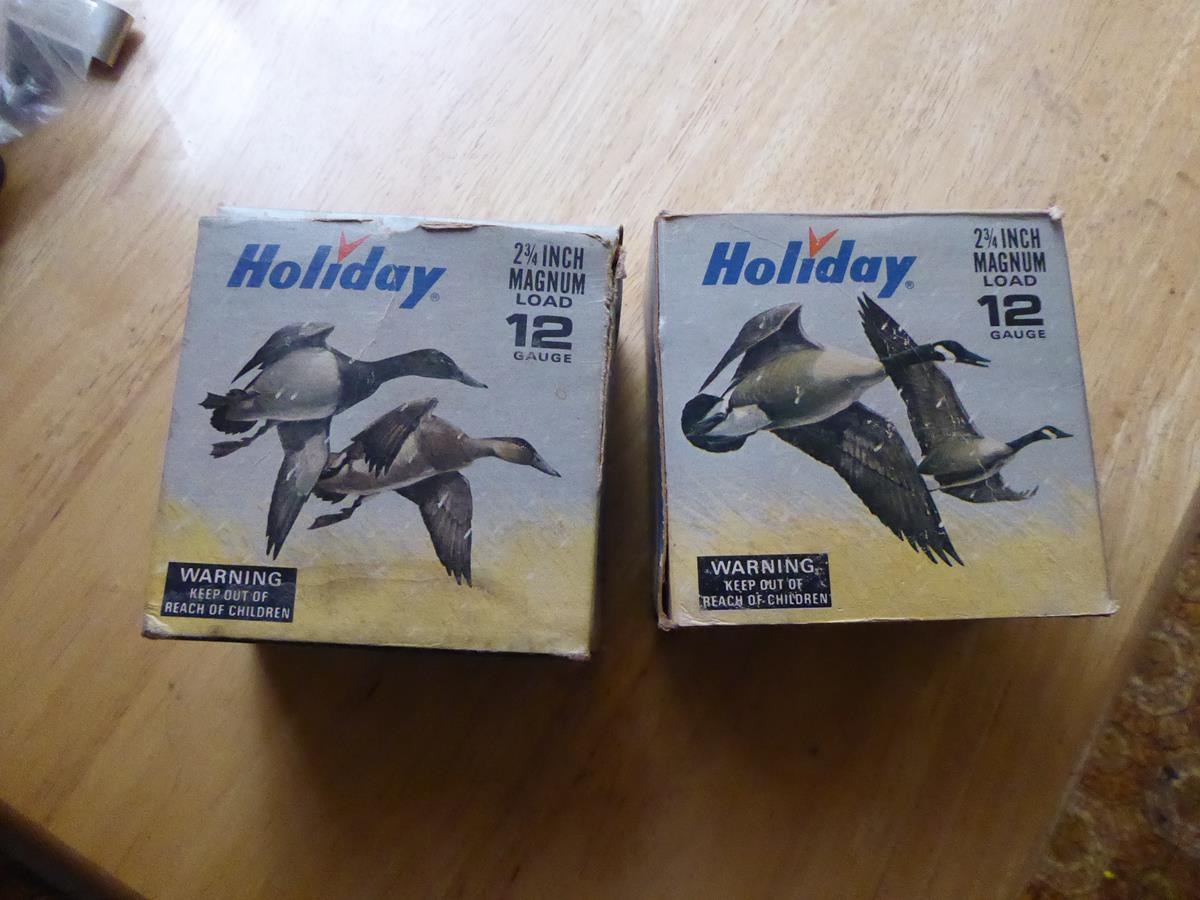 Holiday®
2¾ INCH
MAGNUM
LOAD
12
GAUGE
WARNING
KEEP OUT OF
REACH OF CHILDREN
Holiday®
2¾ INCH
MAGNUM
LOAD
12
GAUGE
WARNING
KEEP OUT OF
REACH OF CHILDREN